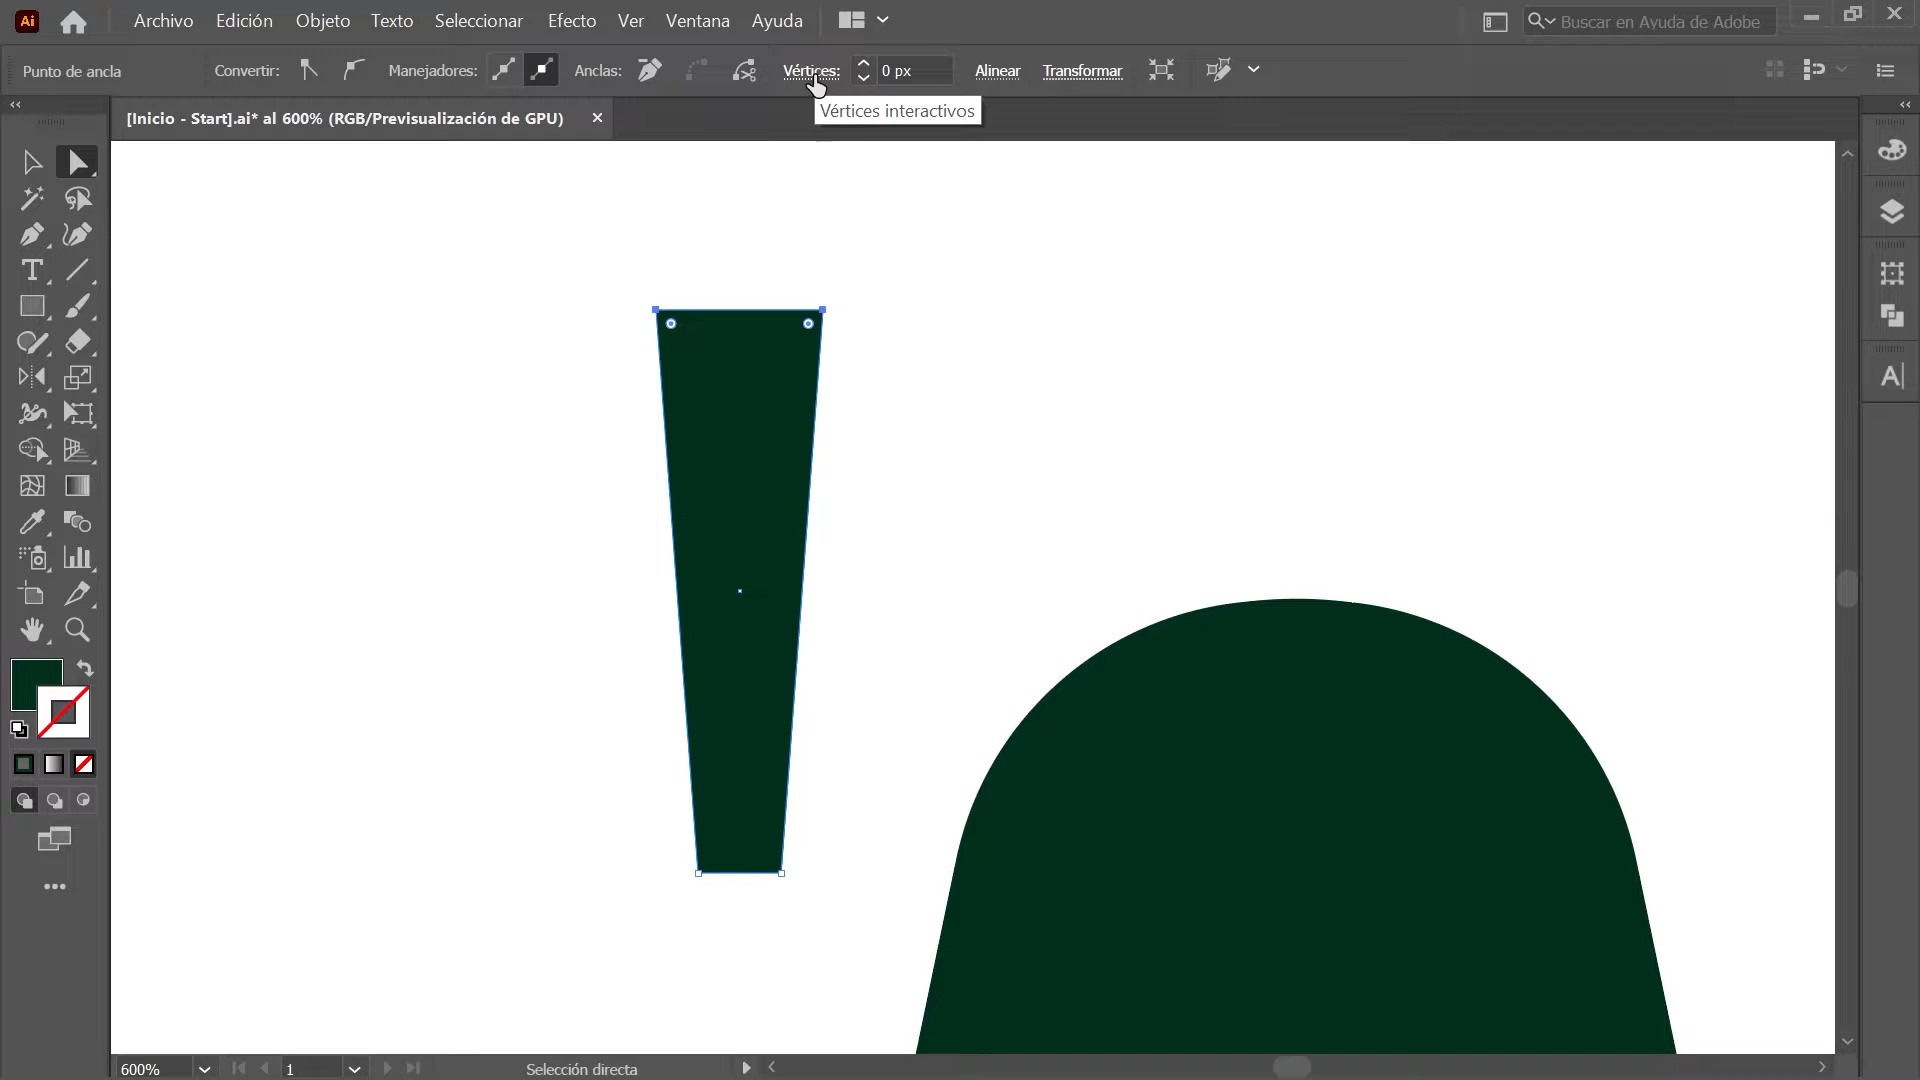 Ai Archivo Edición Objeto Texto Seleccionar Efecto Ver Ventana Ayuda Buscar en Ayuda de Adobe
Punto de ancla Convertir: Manejadores: Anclas: Vértices: 0 px Alinear Transformar
Vértices interactivos
[Inicio - Start].ai* al 600% (RGB/Previsualización de GPU)
600% 1 Selección directa